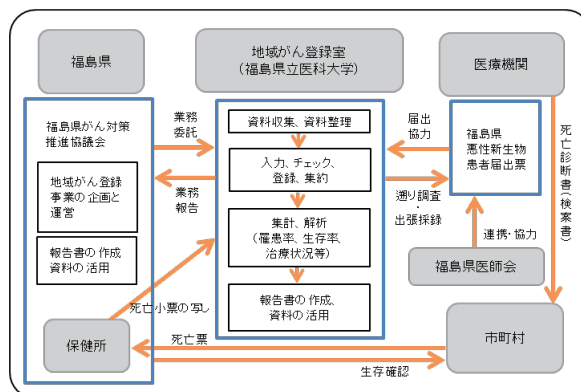 福島県
地域がん登録室
(福島県立医科大学)
医療機関
福島県がん対策
推進協議会
地域がん登録
事業の企画と
運営
報告書の作成
資料の活用
保健所
業務
委託
業務
報告
資料収集、資料整理
入力、チェック、
登録、集約
集計、解析
(罹患率、生存率、
治療状況等)
報告書の作成、
資料の活用
届出
協力
遡り調査・
出張採録
福島県
悪性新生物
患者届出票
連携・協力
福島県医師会
死亡診断書(検案書)
死亡小票の写し
死亡票
生存確認
市町村